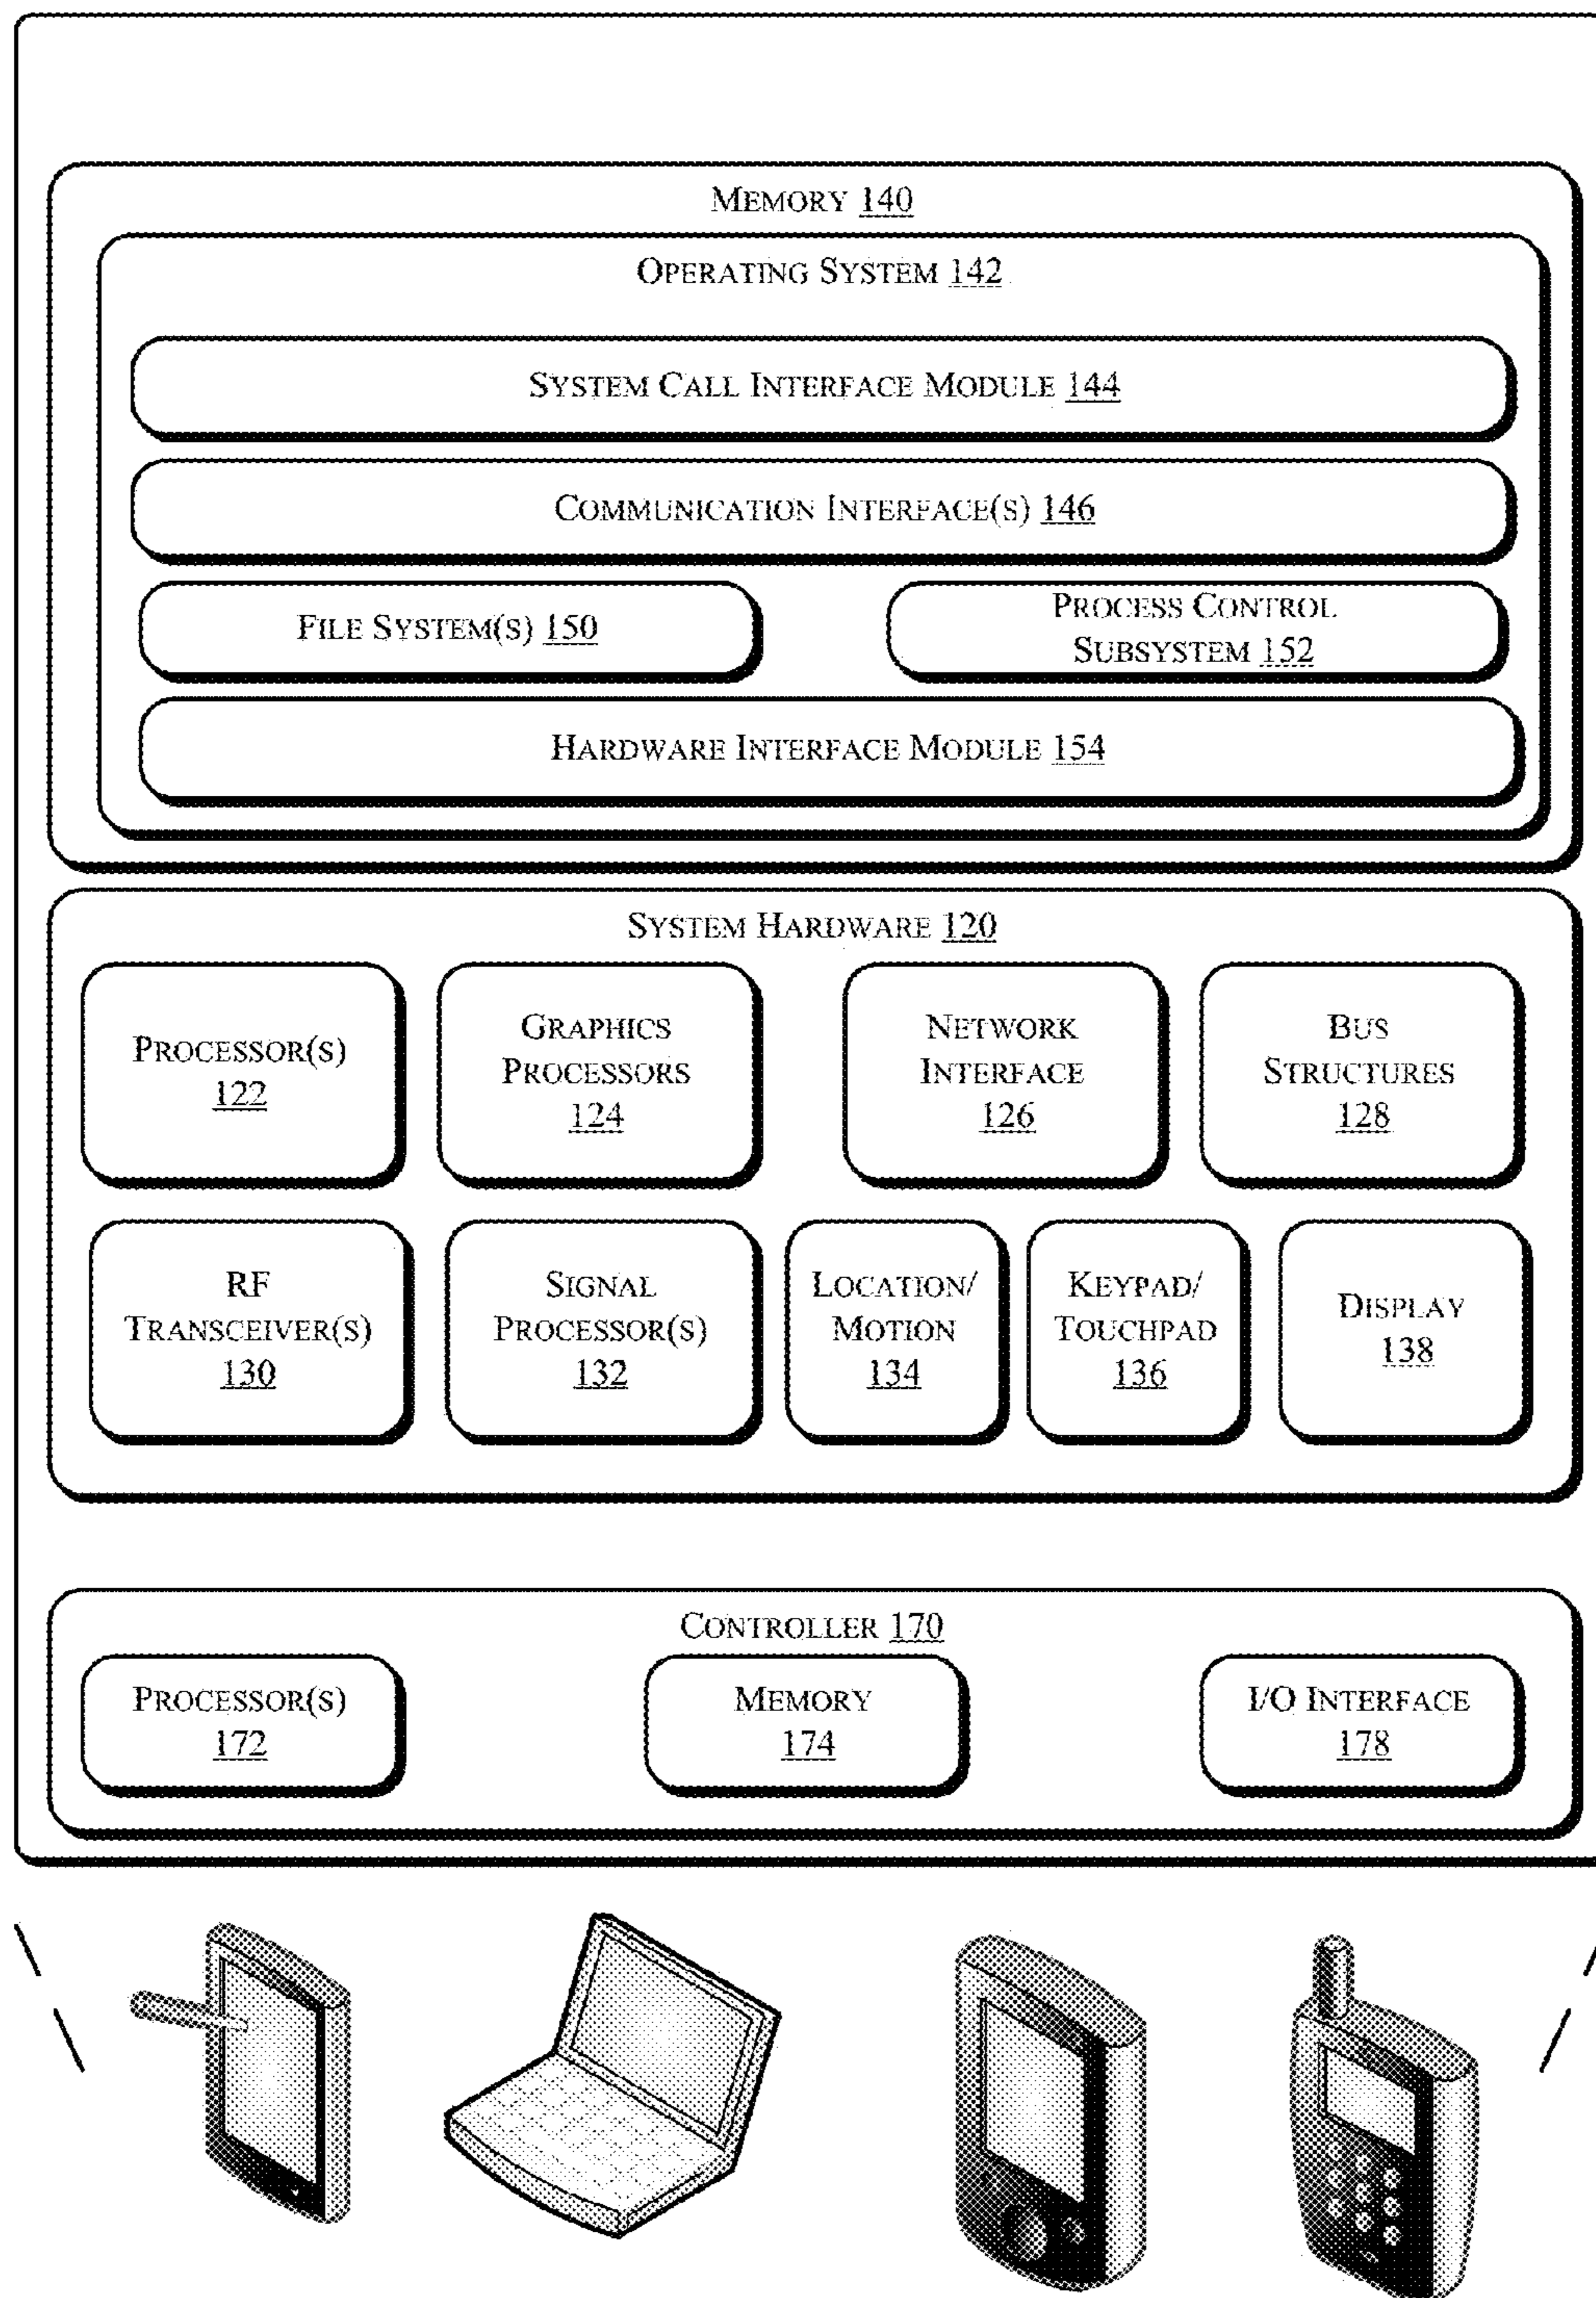 MEMORY 140
OPERATING SYSTEM 142
SYSTEM CALL INTERFACE MODULE 144
COMMUNICATION INTERFACE(S) 146
FILE SYSTEM(S) 150
PROCESS CONTROL
SUBSYSTEM 152
HARDWARE INTERFACE MODULE 154
SYSTEM HARDWARE 120
PROCESSOR(S)
122
GRAPHICS
PROCESSORS
124
NETWORK
INTERFACE
126
BUS
STRUCTURES
128
RF
TRANSCEIVER(S)
130
SIGNAL
PROCESSOR(S)
132
LOCATION/
MOTION
134
KEYPAD/
TOUCHPAD
136
DISPLAY
138
CONTROLLER 170
PROCESSOR(S)
172
MEMORY
174
I/O INTERFACE
178